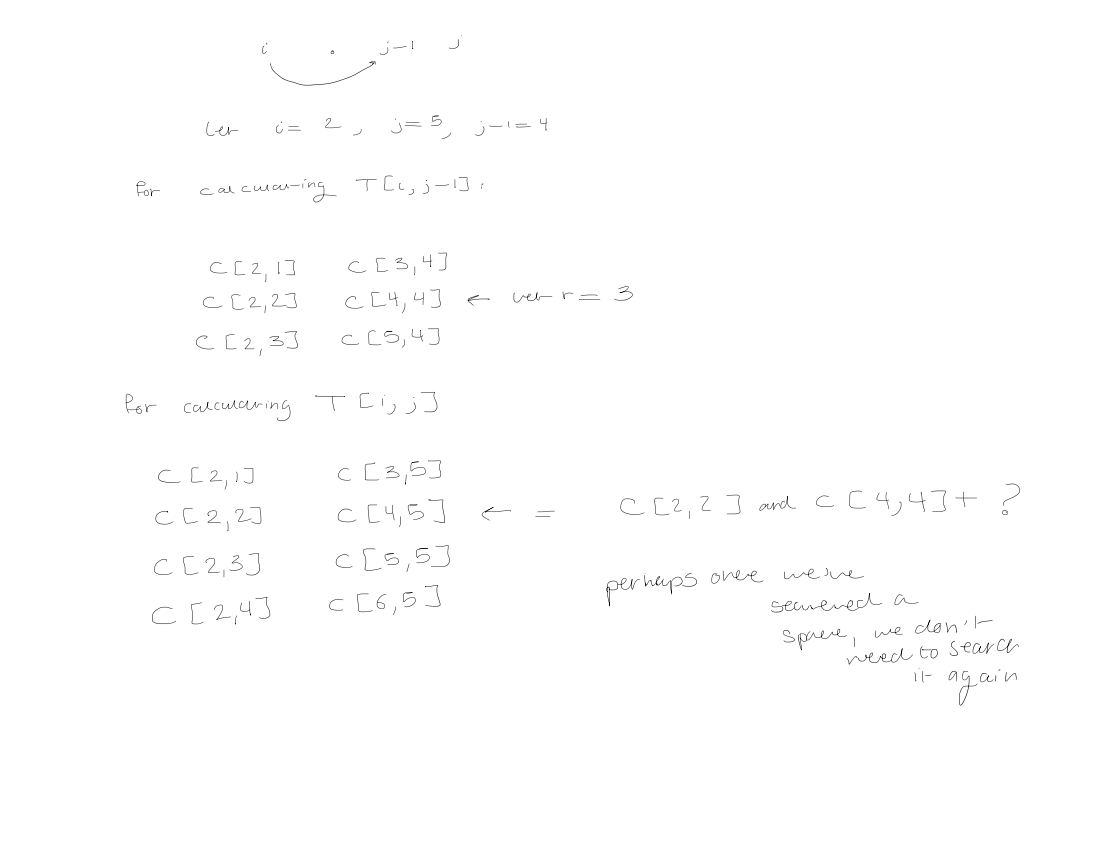 i . j-1 j
let i = 2, j = 5, j-1 = 4
for calculating T[i, j-1].
C[2,1] C[3,4]
C[2,2] C[4,4] ← let r = 3
C[2,3] C[5,4]
for calculating T[i, j]
C[2,1] C[3,5]
C[2,2] C[4,5] ← = C[2,2] and C[4,4] + ?
C[2,3] C[5,5]
C[2,4] C[6,5]
perhaps once we've
searched a
space, we don't
need to search
it again